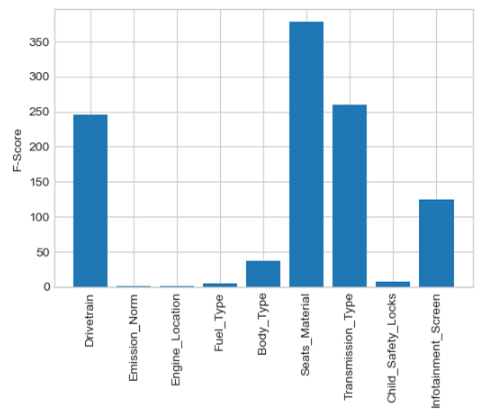 350
300
250
200
150
100
50
0
F-Score
Drivetrain
Emission_Norm
Engine_Location
Fuel_Type
Body_Type
Seats_Material
Transmission_Type
Child_Safety_Locks
Infotainment_Screen